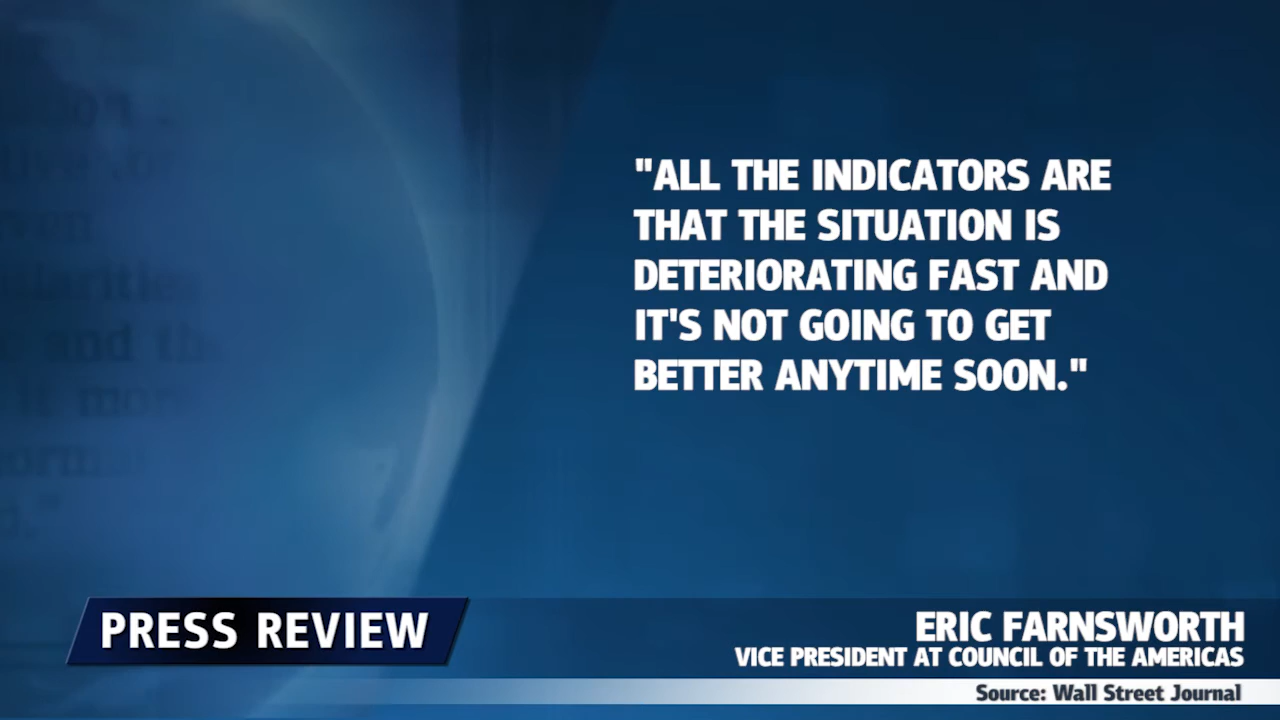 "ALL THE INDICATORS ARE
THAT THE SITUATION IS
DETERIORATING FAST AND
IT'S NOT GOING TO GET
BETTER ANYTIME SOON."
PRESS REVIEW
ERIC FARNSWORTH
VICE PRESIDENT AT COUNCIL OF THE AMERICAS
Source: Wall Street Journal